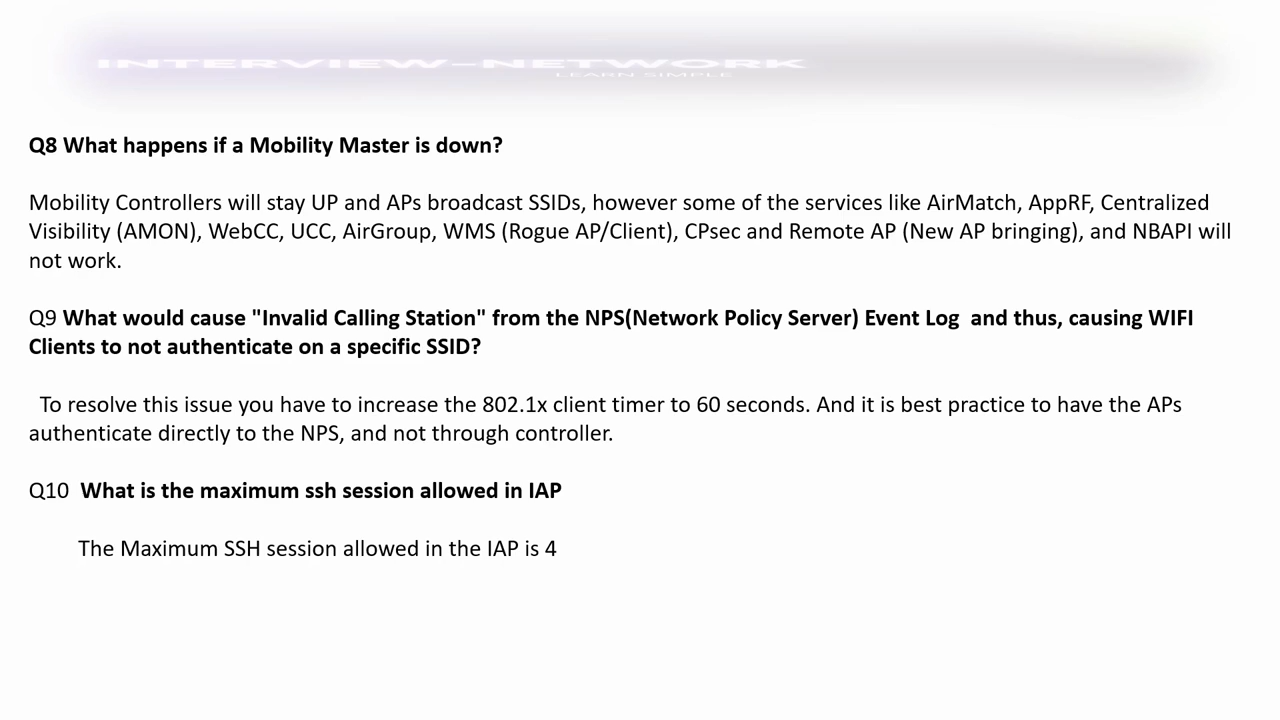 INTERVIEW-NETWORK
LEARN SIMPLE
Q8 What happens if a Mobility Master is down?
Mobility Controllers will stay UP and APs broadcast SSIDs, however some of the services like AirMatch, AppRF, Centralized
Visibility (AMON), WebCC, UCC, AirGroup, WMS (Rogue AP/Client), CPsec and Remote AP (New AP bringing), and NBAPI will
not work.
Q9 What would cause "Invalid Calling Station" from the NPS(Network Policy Server) Event Log  and thus, causing WIFI
Clients to not authenticate on a specific SSID?
To resolve this issue you have to increase the 802.1x client timer to 60 seconds. And it is best practice to have the APs
authenticate directly to the NPS, and not through controller.
Q10  What is the maximum ssh session allowed in IAP
The Maximum SSH session allowed in the IAP is 4